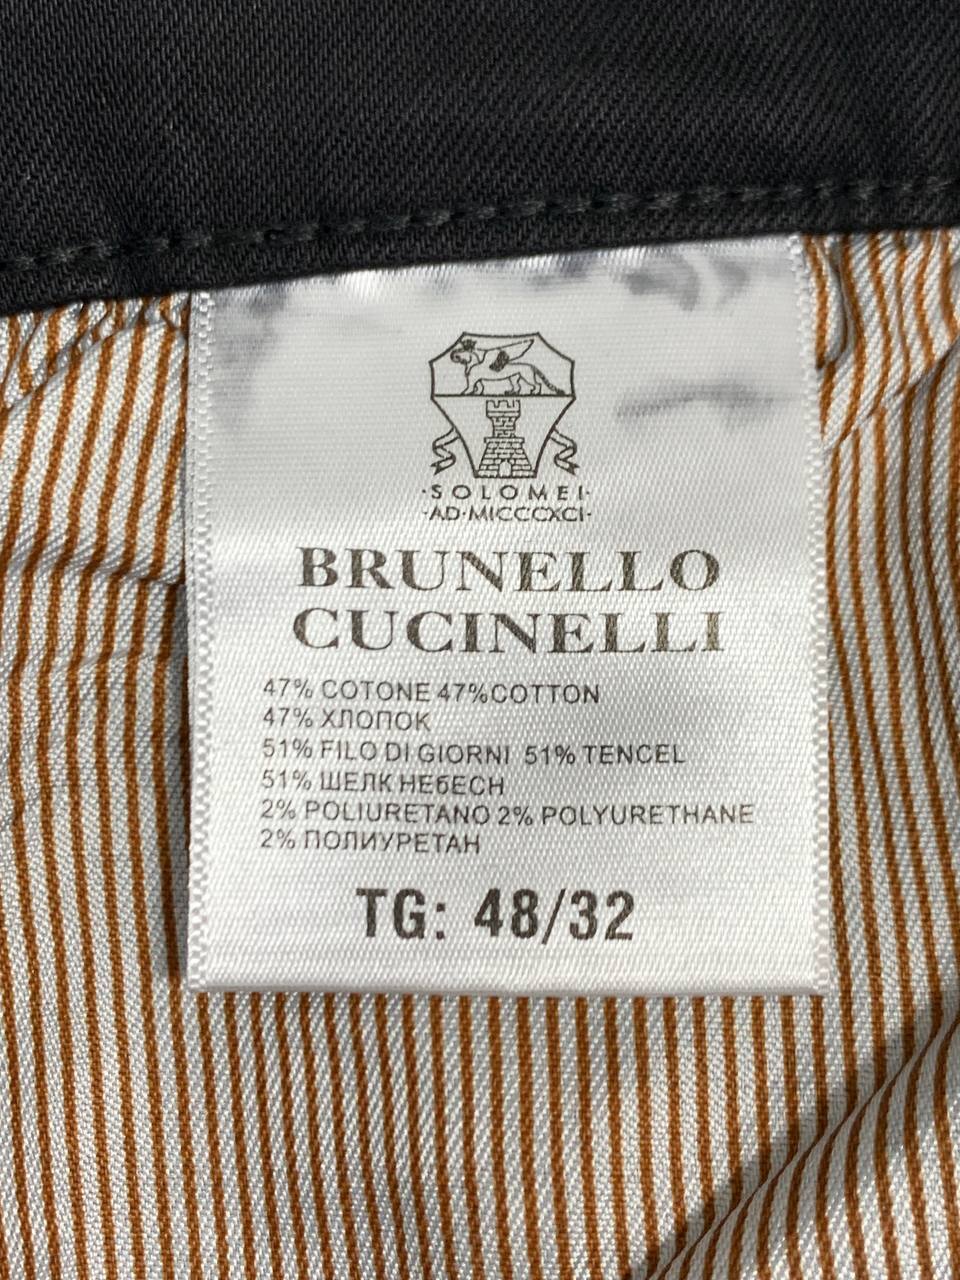 ·SOLOMEI·
·AD·MICCCXCI·
BRUNELLO
CUCINELLI
47% COTONE 47%COTTON
47% ХЛОПОК
51% FILO DI GIORNI 51% TENCEL
51% ШЕЛК НЕбЕСН
2% POLIURETANO 2% POLYURETHANE
2% ПОЛИУРЕТАН
TG: 48/32